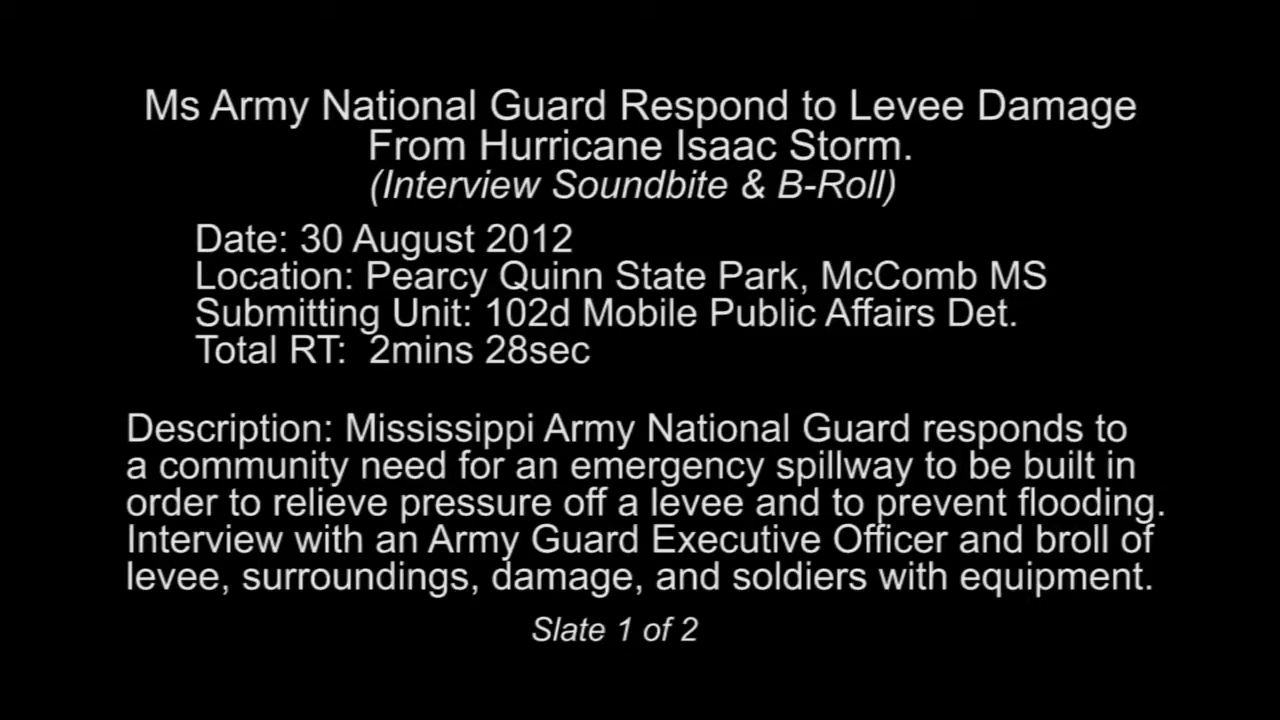 Ms Army National Guard Respond to Levee Damage
From Hurricane Isaac Storm.
(Interview Soundbite & B-Roll)
Date: 30 August 2012
Location: Pearcy Quinn State Park, McComb MS
Submitting Unit: 102d Mobile Public Affairs Det.
Total RT: 2mins 28sec
Description: Mississippi Army National Guard responds to
a community need for an emergency spillway to be built in
order to relieve pressure off a levee and to prevent flooding.
Interview with an Army Guard Executive Officer and broll of
levee, surroundings, damage, and soldiers with equipment.
Slate 1 of 2